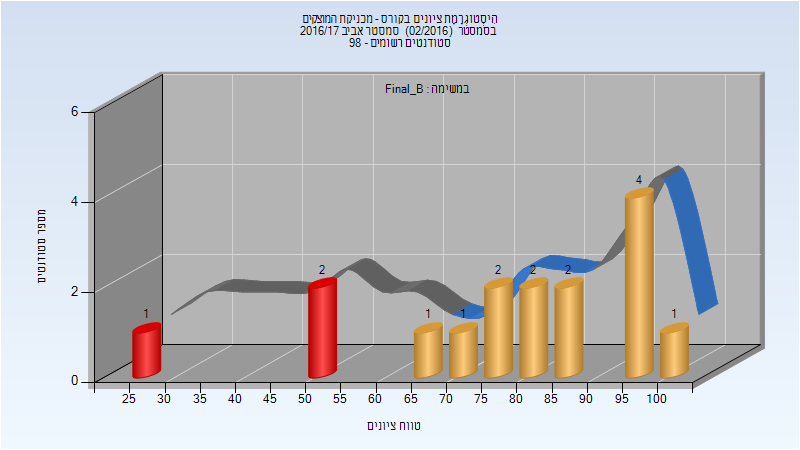 הִיסְטוֹגְרַמַּת ציונים בקורס - מכניקת המוצקים
בסמסטר (02/2016) סמסטר אביב 2016/17
סטודנטים רשומים - 98
במשימה : Final_B
מספר סטודנטים
6
4
2
0
1
2
1
1
2
2
2
4
1
25 30 35 40 45 50 55 60 65 70 75 80 85 90 95 100
טווח ציונים